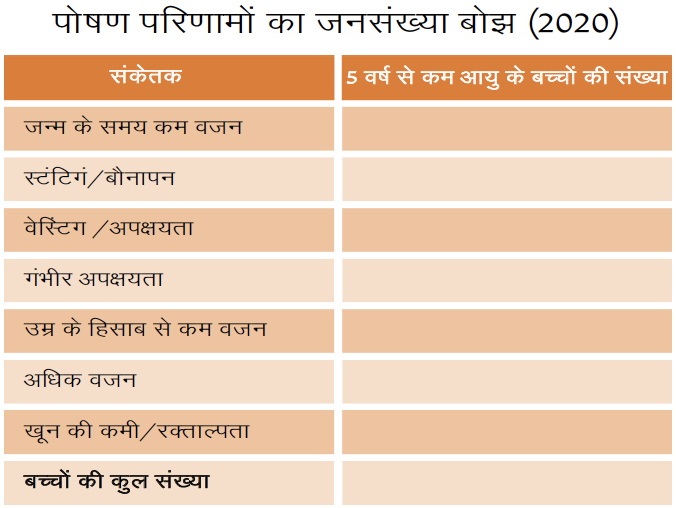 पोषण परिणामों का जनसंख्या बोझ (2020)
संकेतक 5 वर्ष से कम आयु के बच्चों की संख्या
जन्म के समय कम वजन
स्टंटिगं/बौनापन
वेस्टिंग /अपक्षयता
गंभीर अपक्षयता
उम्र के हिसाब से कम वजन
अधिक वजन
खून की कमी/रक्ताल्पता
बच्चों की कुल संख्या